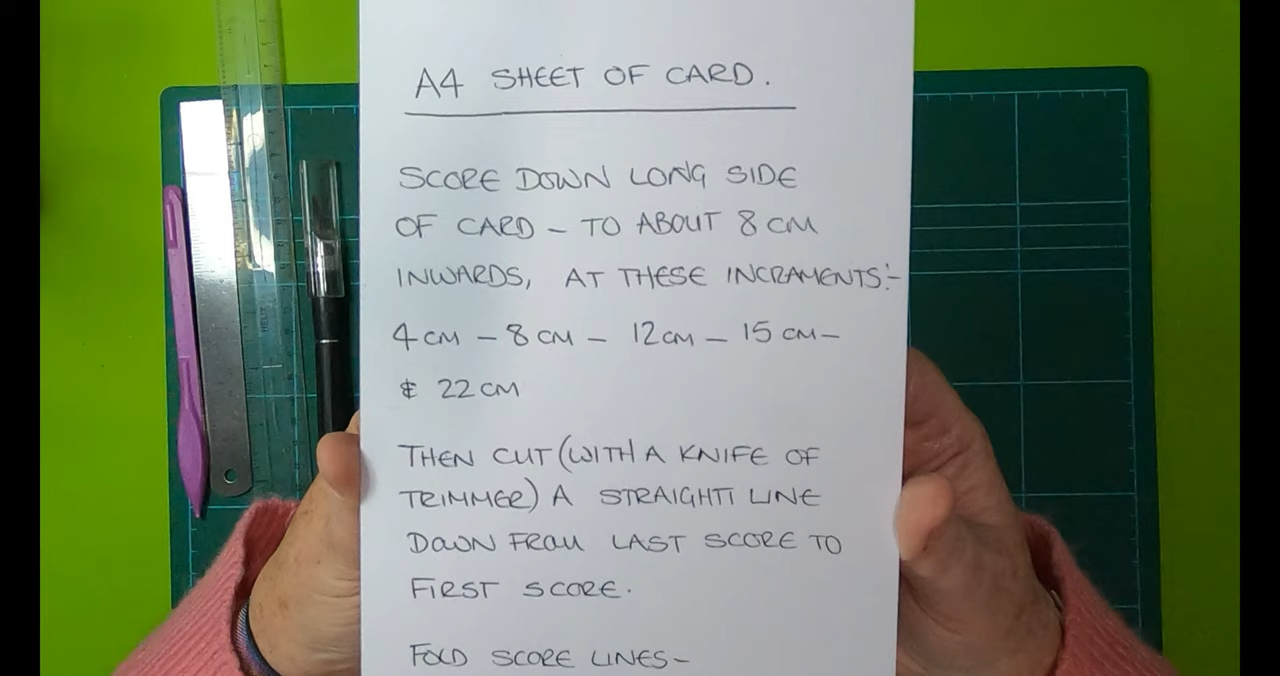 A4 SHEET OF CARD.
SCORE DOWN LONG SIDE
OF CARD - TO ABOUT 8 CM
INWARDS, AT THESE INCRAMENTS:-
4 CM - 8 CM - 12 CM - 15 CM -
& 22 CM
THEN CUT (WITH A KNIFE OF
TRIMMER) A STRAIGHT LINE
DOWN FROM LAST SCORE TO
FIRST SCORE.
FOLD SCORE LINES -